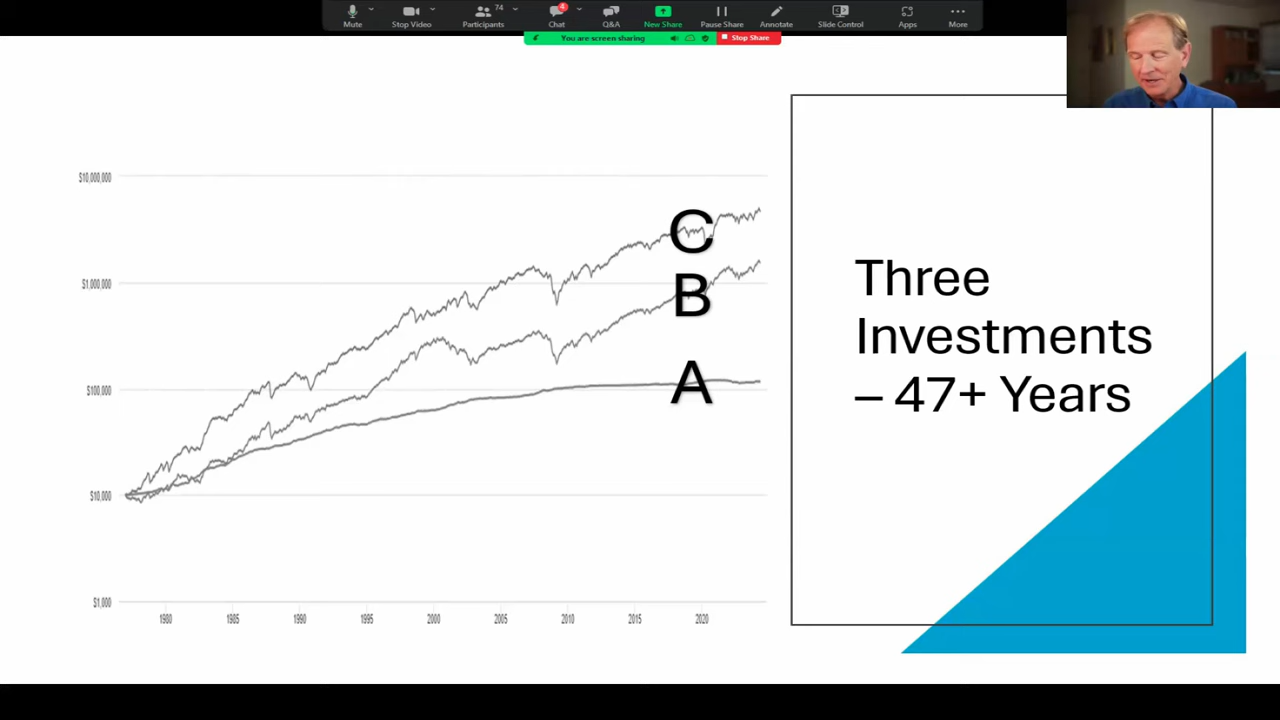 74
4
Mute
Stop Video
Participants
Chat
Q&A
New Share
Pause Share
Annotate
Slide Control
Apps
More
You are screen sharing
Stop Share
$10,000,000
$1,000,000
$100,000
$10,000
$1,000
1980
1985
1990
1995
2000
2005
2010
2015
2020
C
B
A
Three
Investments
– 47+ Years